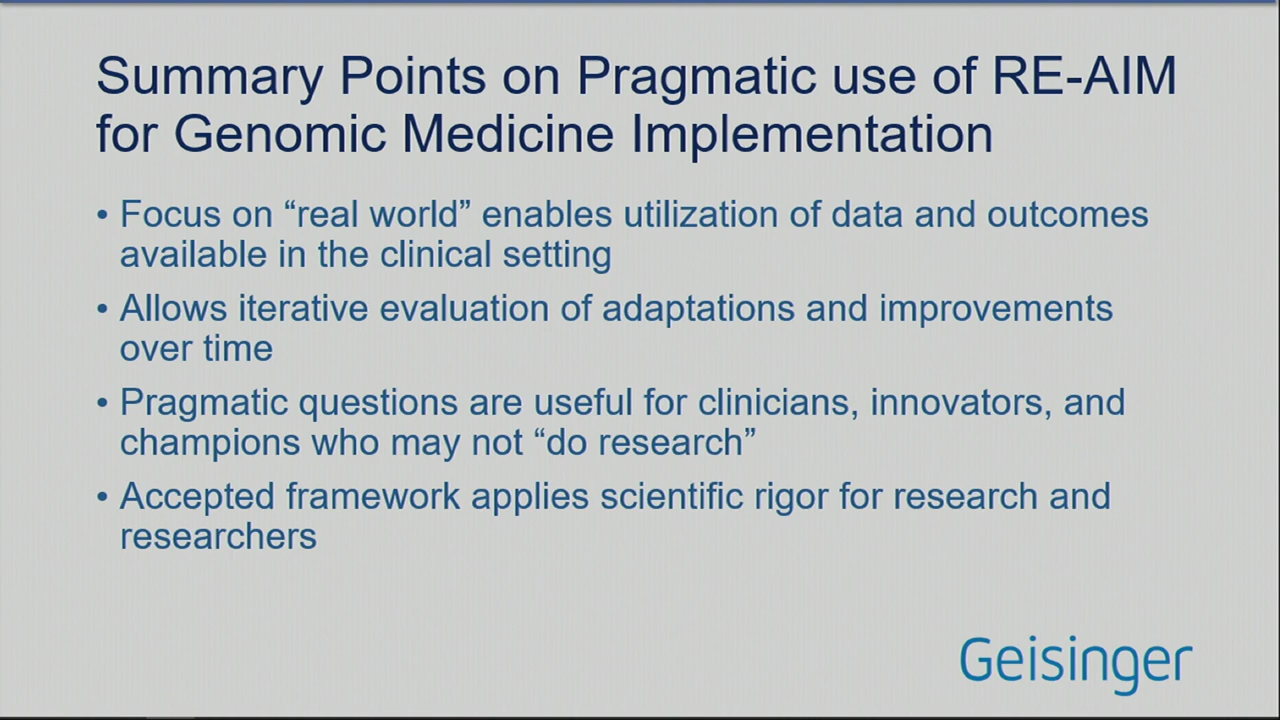 Summary Points on Pragmatic use of RE-AIM
for Genomic Medicine Implementation
• Focus on “real world” enables utilization of data and outcomes
available in the clinical setting
• Allows iterative evaluation of adaptations and improvements
over time
• Pragmatic questions are useful for clinicians, innovators, and
champions who may not “do research”
• Accepted framework applies scientific rigor for research and
researchers
Geisinger